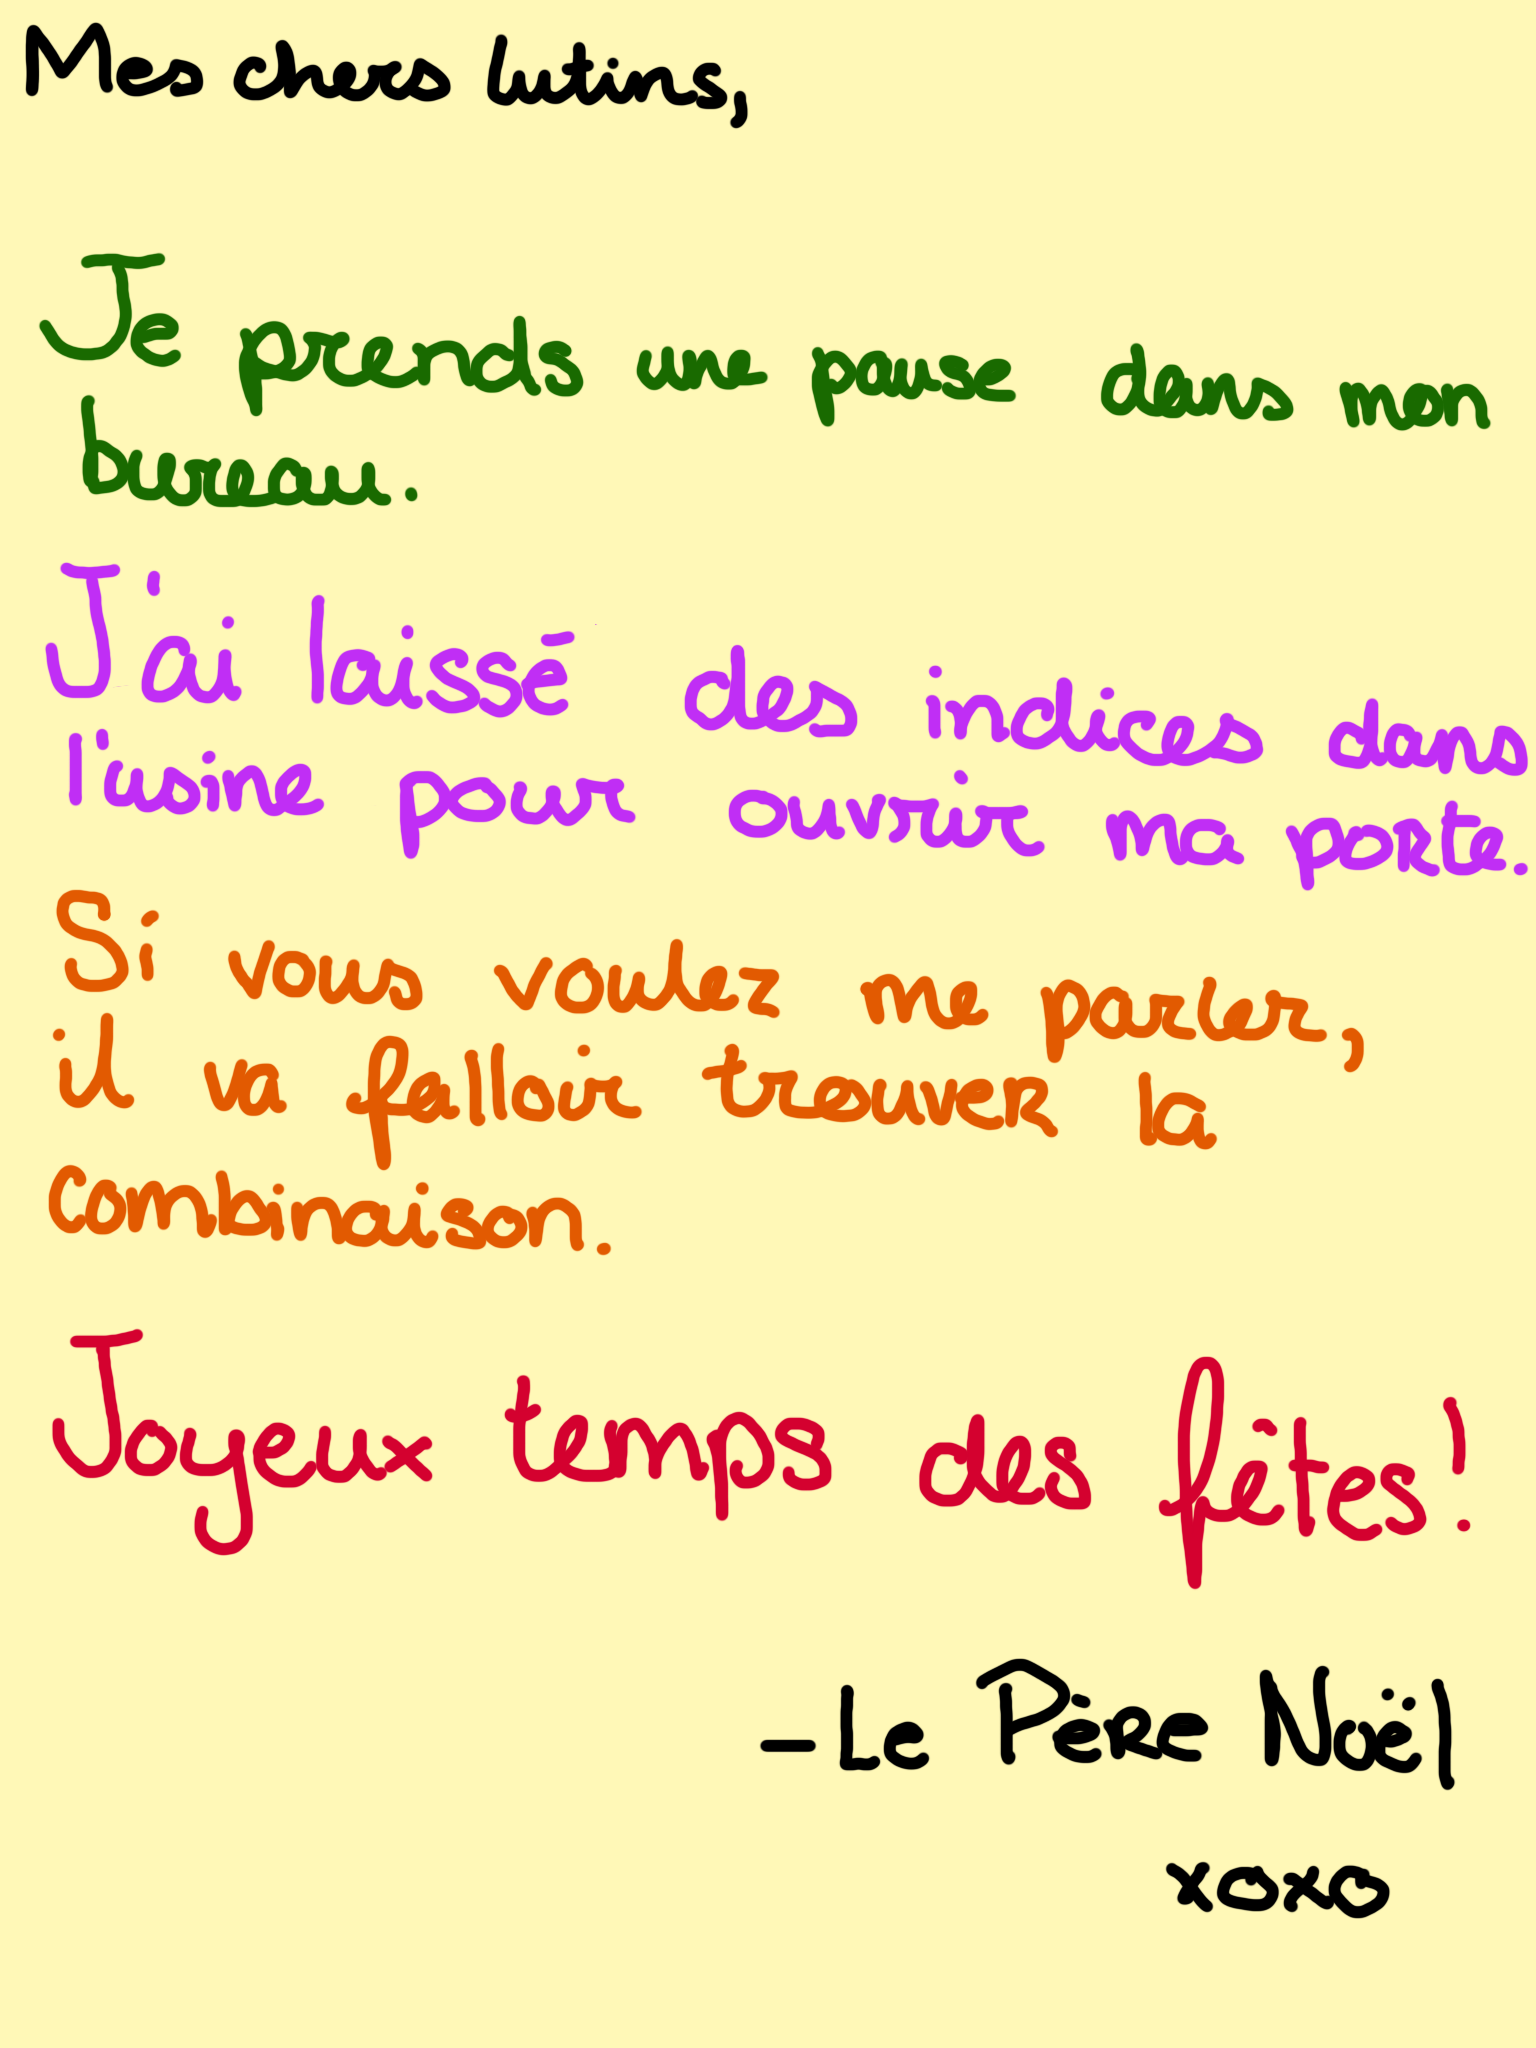 Mes chers lutins,
Je prends une pause dans mon
bureau.
J'ai laissé des indices dans
l'usine pour ouvrir ma porte.
Si vous voulez me parler,
il va falloir trouver la
combinaison.
Joyeux temps des fêtes!
-Le Père Noël
xoxo